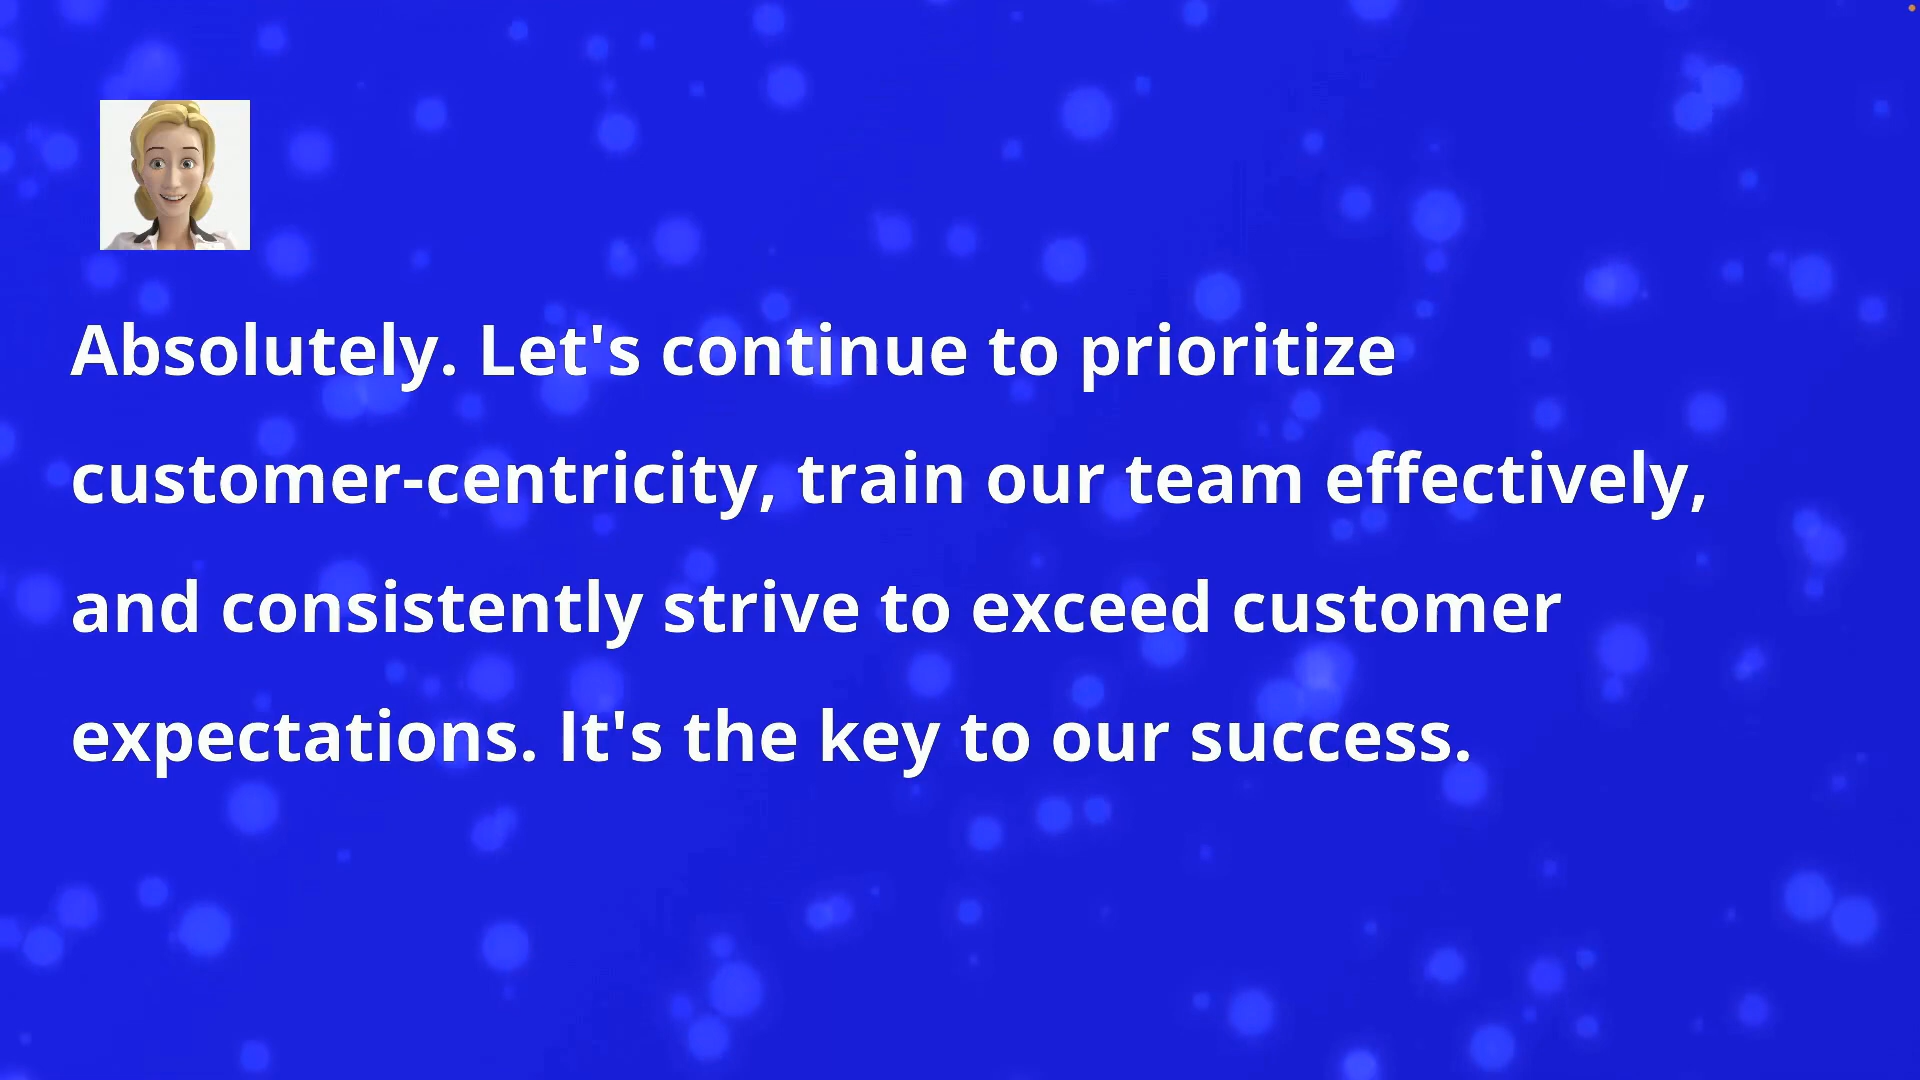 Absolutely. Let's continue to prioritize
customer-centricity, train our team effectively,
and consistently strive to exceed customer
expectations. It's the key to our success.